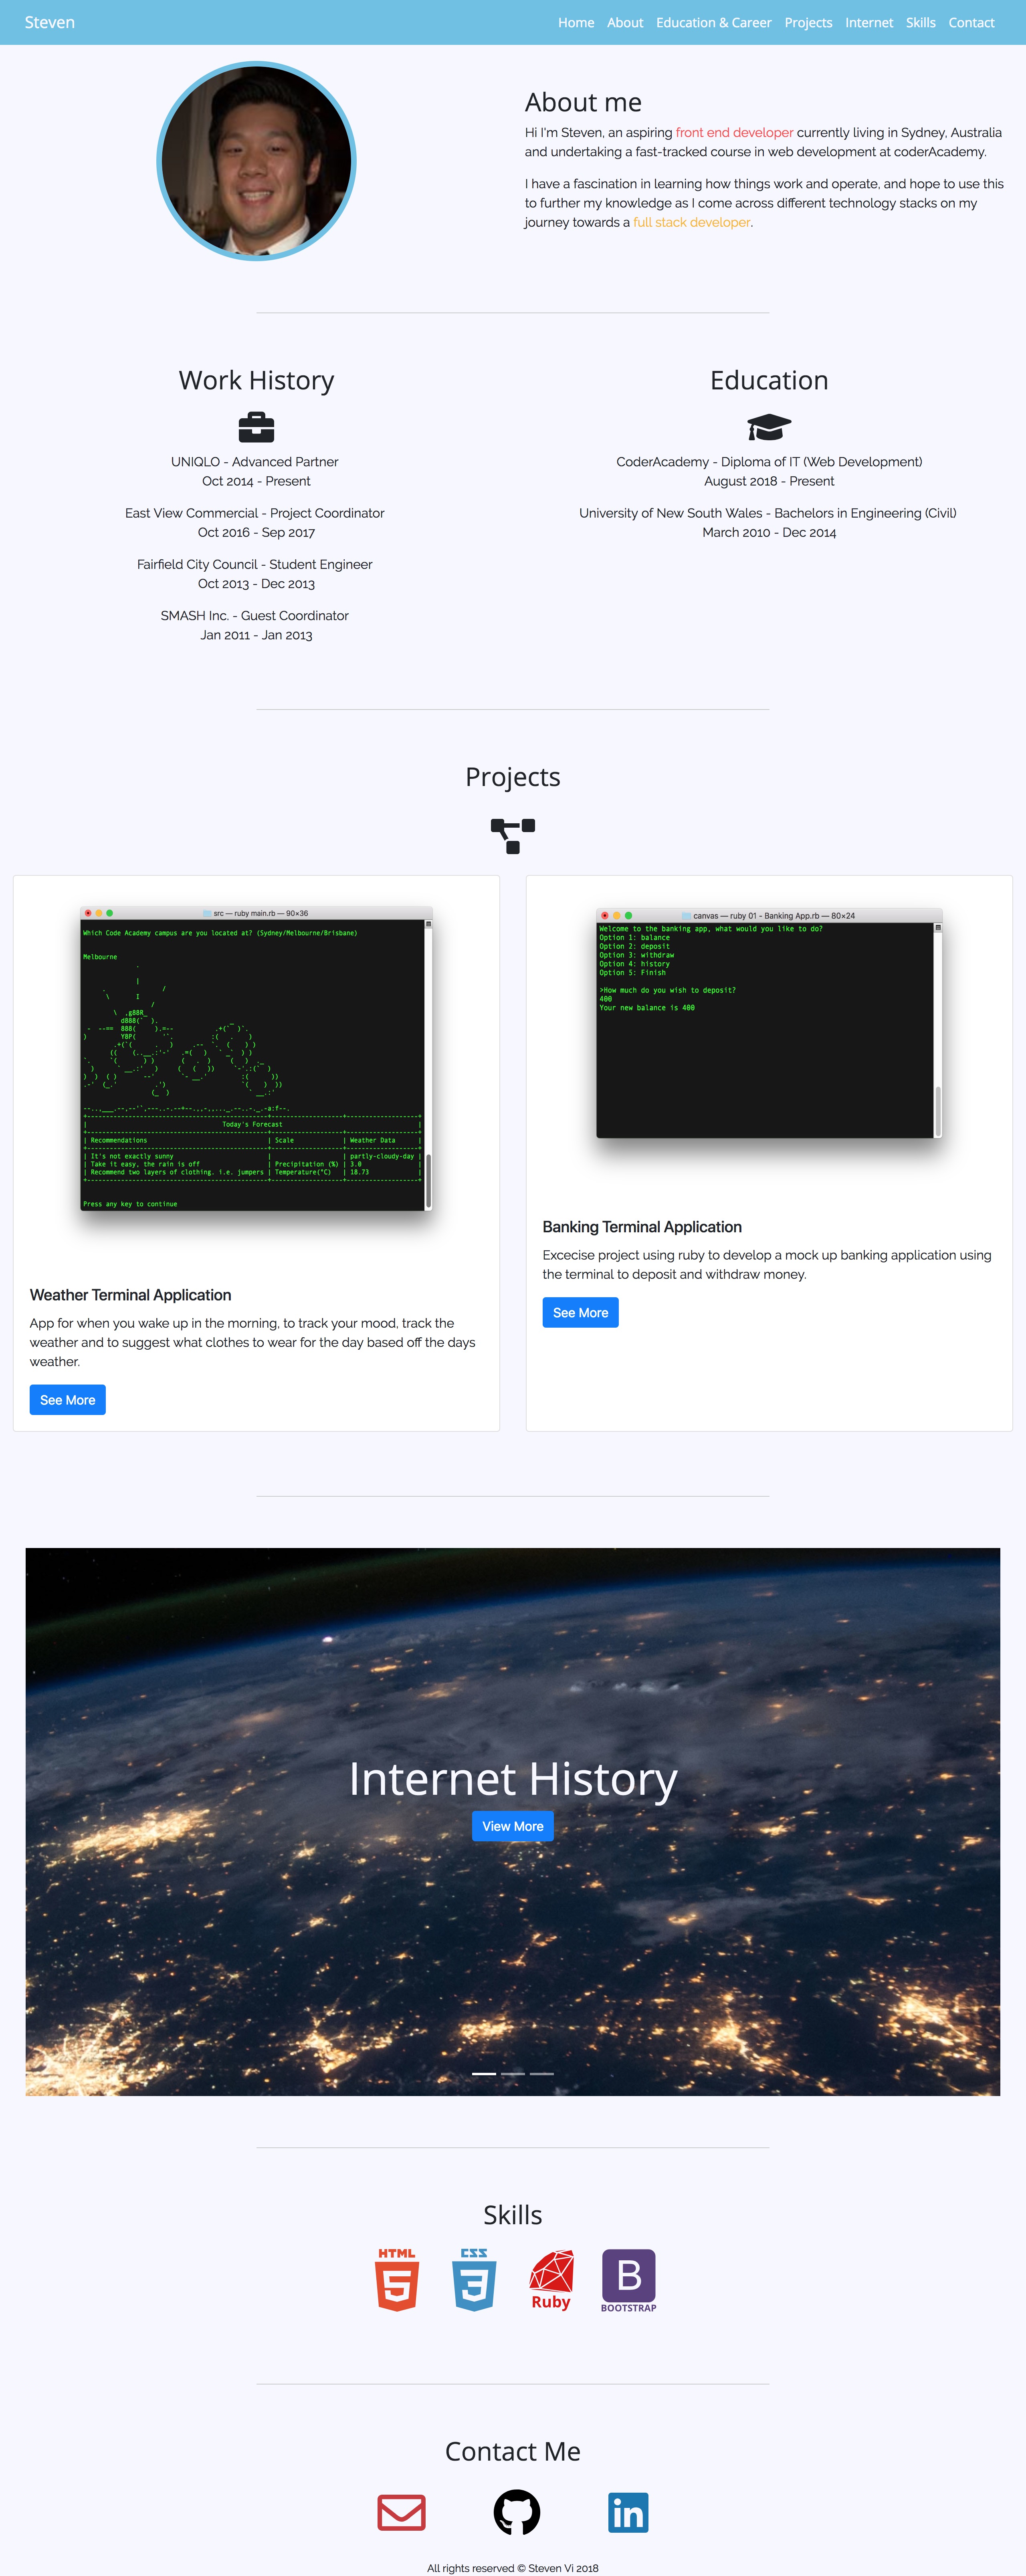 Steven
Home About Education & Career Projects Internet Skills Contact
About me
Hi I'm Steven, an aspiring front end developer currently living in Sydney, Australia
and undertaking a fast-tracked course in web development at coderAcademy.
I have a fascination in learning how things work and operate, and hope to use this
to further my knowledge as I come across different technology stacks on my
journey towards a full stack developer.
Work History
UNIQLO - Advanced Partner
Oct 2014 - Present
East View Commercial - Project Coordinator
Oct 2016 - Sep 2017
Fairfield City Council - Student Engineer
Oct 2013 - Dec 2013
SMASH Inc. - Guest Coordinator
Jan 2011 - Jan 2013
Education
CoderAcademy - Diploma of IT (Web Development)
August 2018 - Present
University of New South Wales - Bachelors in Engineering (Civil)
March 2010 - Dec 2014
Projects
src — ruby main.rb — 90×36
Which Code Academy campus are you located at? (Sydney/Melbourne/Brisbane)
Melbourne
Today's Forecast
| Recommendations | Scale | Weather Data |
| It's not exactly sunny | | partly-cloudy-day |
| Take it easy, the rain is off | Precipitation (%) | 3.0 |
| Recommend two layers of clothing. i.e. jumpers | Temperature(°C) | 18.73 |
Press any key to continue
Weather Terminal Application
App for when you wake up in the morning, to track your mood, track the
weather and to suggest what clothes to wear for the day based off the days
weather.
See More
canvas — ruby 01 - Banking App.rb — 80×24
Welcome to the banking app, what would you like to do?
Option 1: balance
Option 2: deposit
Option 3: withdraw
Option 4: history
Option 5: Finish
>How much do you wish to deposit?
400
Your new balance is 400
Banking Terminal Application
Excecise project using ruby to develop a mock up banking application using
the terminal to deposit and withdraw money.
See More
Internet History
View More
Skills
HTML
5
CSS
3
Ruby
B
BOOTSTRAP
Contact Me
in
All rights reserved © Steven Vi 2018